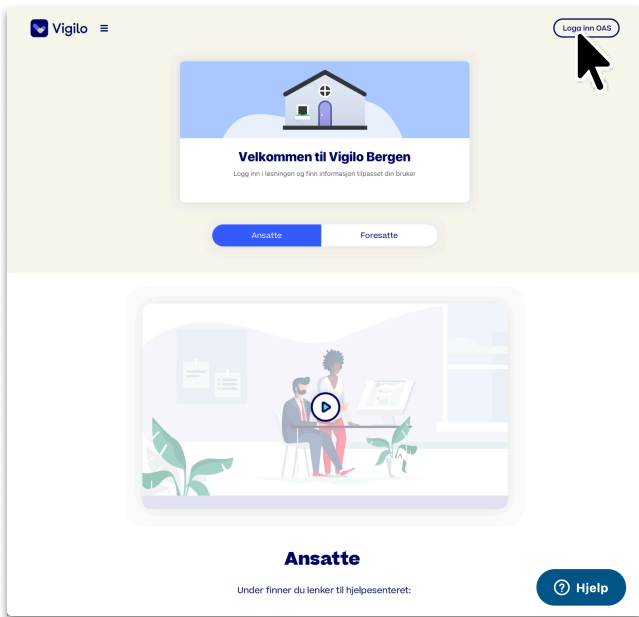 Vigilo
Logg inn OAS
Velkommen til Vigilo Bergen
Logg inn i løsningen og finn informasjon tilpasset din bruker
Ansatte
Foresatte
Ansatte
Under finner du lenker til hjelpesenteret:
Hjelp